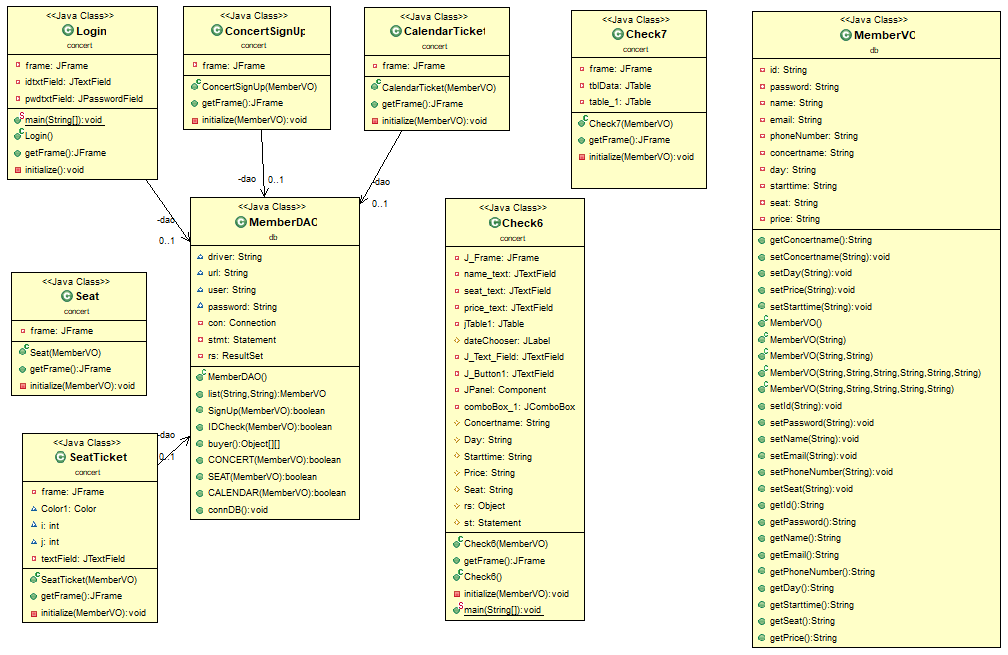 <<Java Class>>
Login
concert
frame: JFrame
idtxtField: JTextField
pwdtxtField: JPasswordField
main(String[]):void
Login()
getFrame():JFrame
initialize():void
<<Java Class>>
ConcertSignUp
concert
frame: JFrame
ConcertSignUp(MemberVO)
getFrame():JFrame
initialize(MemberVO):void
<<Java Class>>
CalendarTicket
concert
frame: JFrame
CalendarTicket(MemberVO)
getFrame():JFrame
initialize(MemberVO):void
<<Java Class>>
Check7
concert
frame: JFrame
tblData: JTable
table_1: JTable
Check7(MemberVO)
getFrame():JFrame
initialize(MemberVO):void
<<Java Class>>
MemberVO
db
id: String
password: String
name: String
email: String
phoneNumber: String
concertname: String
day: String
starttime: String
seat: String
price: String
getConcertname():String
setConcertname(String):void
setDay(String):void
setPrice(String):void
setStarttime(String):void
MemberVO()
MemberVO(String)
MemberVO(String,String)
MemberVO(String,String,String,String,String,String)
MemberVO(String,String,String,String,String)
setId(String):void
setPassword(String):void
setName(String):void
setEmail(String):void
setPhoneNumber(String):void
setSeat(String):void
getId():String
getPassword():String
getName():String
getEmail():String
getPhoneNumber():String
getDay():String
getStarttime():String
getSeat():String
getPrice():String
-dao
0..1
-dao
0..1
-dao
0..1
<<Java Class>>
MemberDAO
db
driver: String
url: String
user: String
password: String
con: Connection
stmt: Statement
rs: ResultSet
MemberDAO()
list(String,String):MemberVO
SignUp(MemberVO):boolean
IDCheck(MemberVO):boolean
buyer():Object[][]
CONCERT(MemberVO):boolean
SEAT(MemberVO):boolean
CALENDAR(MemberVO):boolean
connDB():void
<<Java Class>>
Check6
concert
J_Frame: JFrame
name_text: JTextField
seat_text: JTextField
price_text: JTextField
jTable1: JTable
dateChooser: JLabel
J_Text_Field: JTextField
J_Button1: JTextField
JPanel: Component
comboBox_1: JComboBox
Concertname: String
Day: String
Starttime: String
Price: String
Seat: String
rs: Object
st: Statement
Check6(MemberVO)
getFrame():JFrame
Check6()
initialize(MemberVO):void
main(String[]):void
<<Java Class>>
Seat
concert
frame: JFrame
Seat(MemberVO)
getFrame():JFrame
initialize(MemberVO):void
<<Java Class>>
SeatTicket
concert
frame: JFrame
Color1: Color
i: int
j: int
textField: JTextField
SeatTicket(MemberVO)
getFrame():JFrame
initialize(MemberVO):void
-dao
0..1